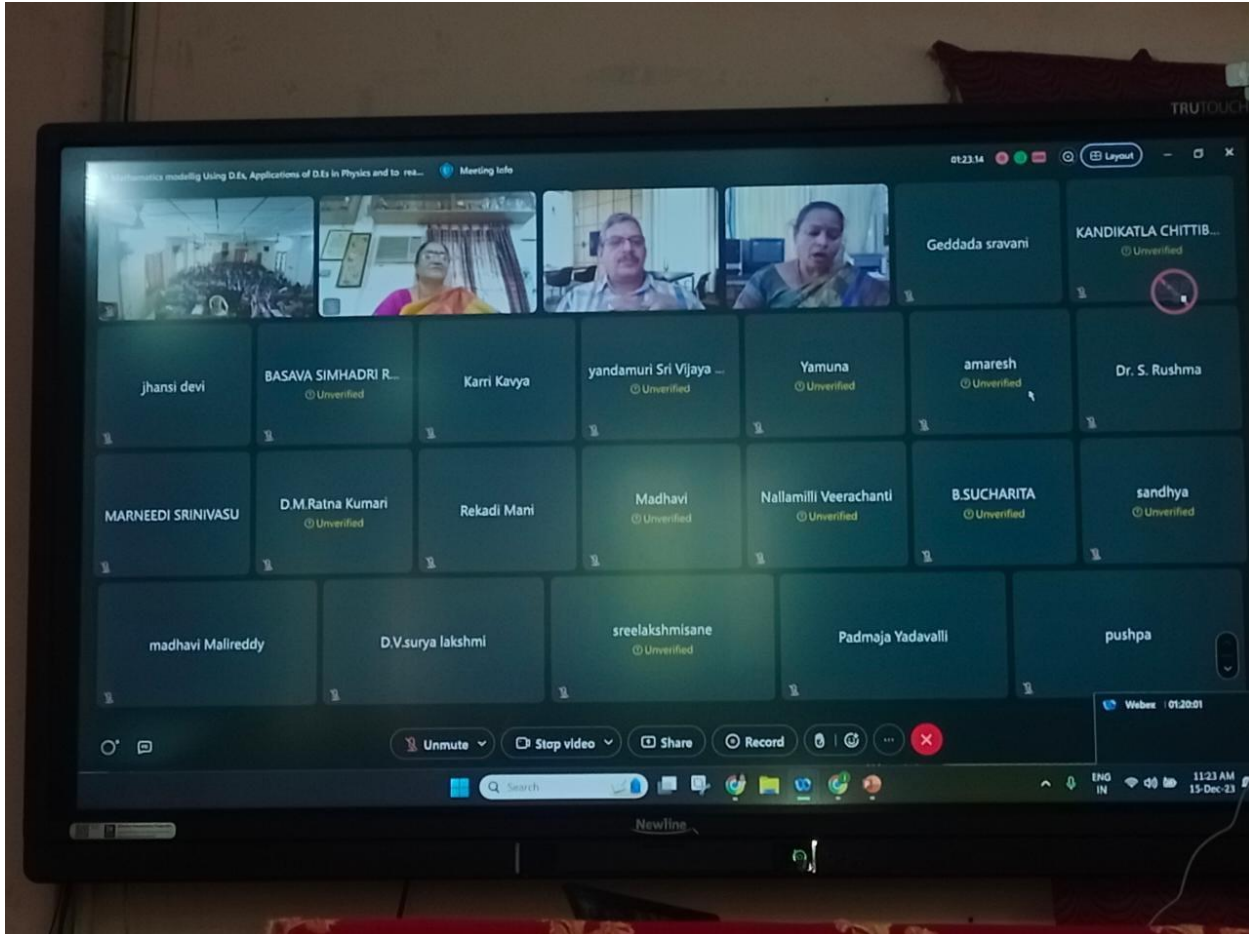 TRUTOUCH
Mathematics modellig Using D.Es, Applications of D.Es in Physics and to rea...
Meeting Info
01:23:14
Layout
Geddada sravani
KANDIKATLA CHITTIB...
Unverified
jhansi devi
BASAVA SIMHADRI R...
Unverified
Karri Kavya
yandamuri Sri Vijaya ...
Unverified
Yamuna
Unverified
amaresh
Unverified
Dr. S. Rushma
MARNEEDI SRINIVASU
D.M.Ratna Kumari
Unverified
Rekadi Mani
Madhavi
Unverified
Nallamilli Veerachanti
Unverified
B.SUCHARITA
Unverified
sandhya
Unverified
madhavi Malireddy
D.V.surya lakshmi
sreelakshmisane
Unverified
Padmaja Yadavalli
pushpa
Webex 01:20:01
Unmute
Stop video
Share
Record
Search
ENG
IN
11:23 AM
15-Dec-23
Newline